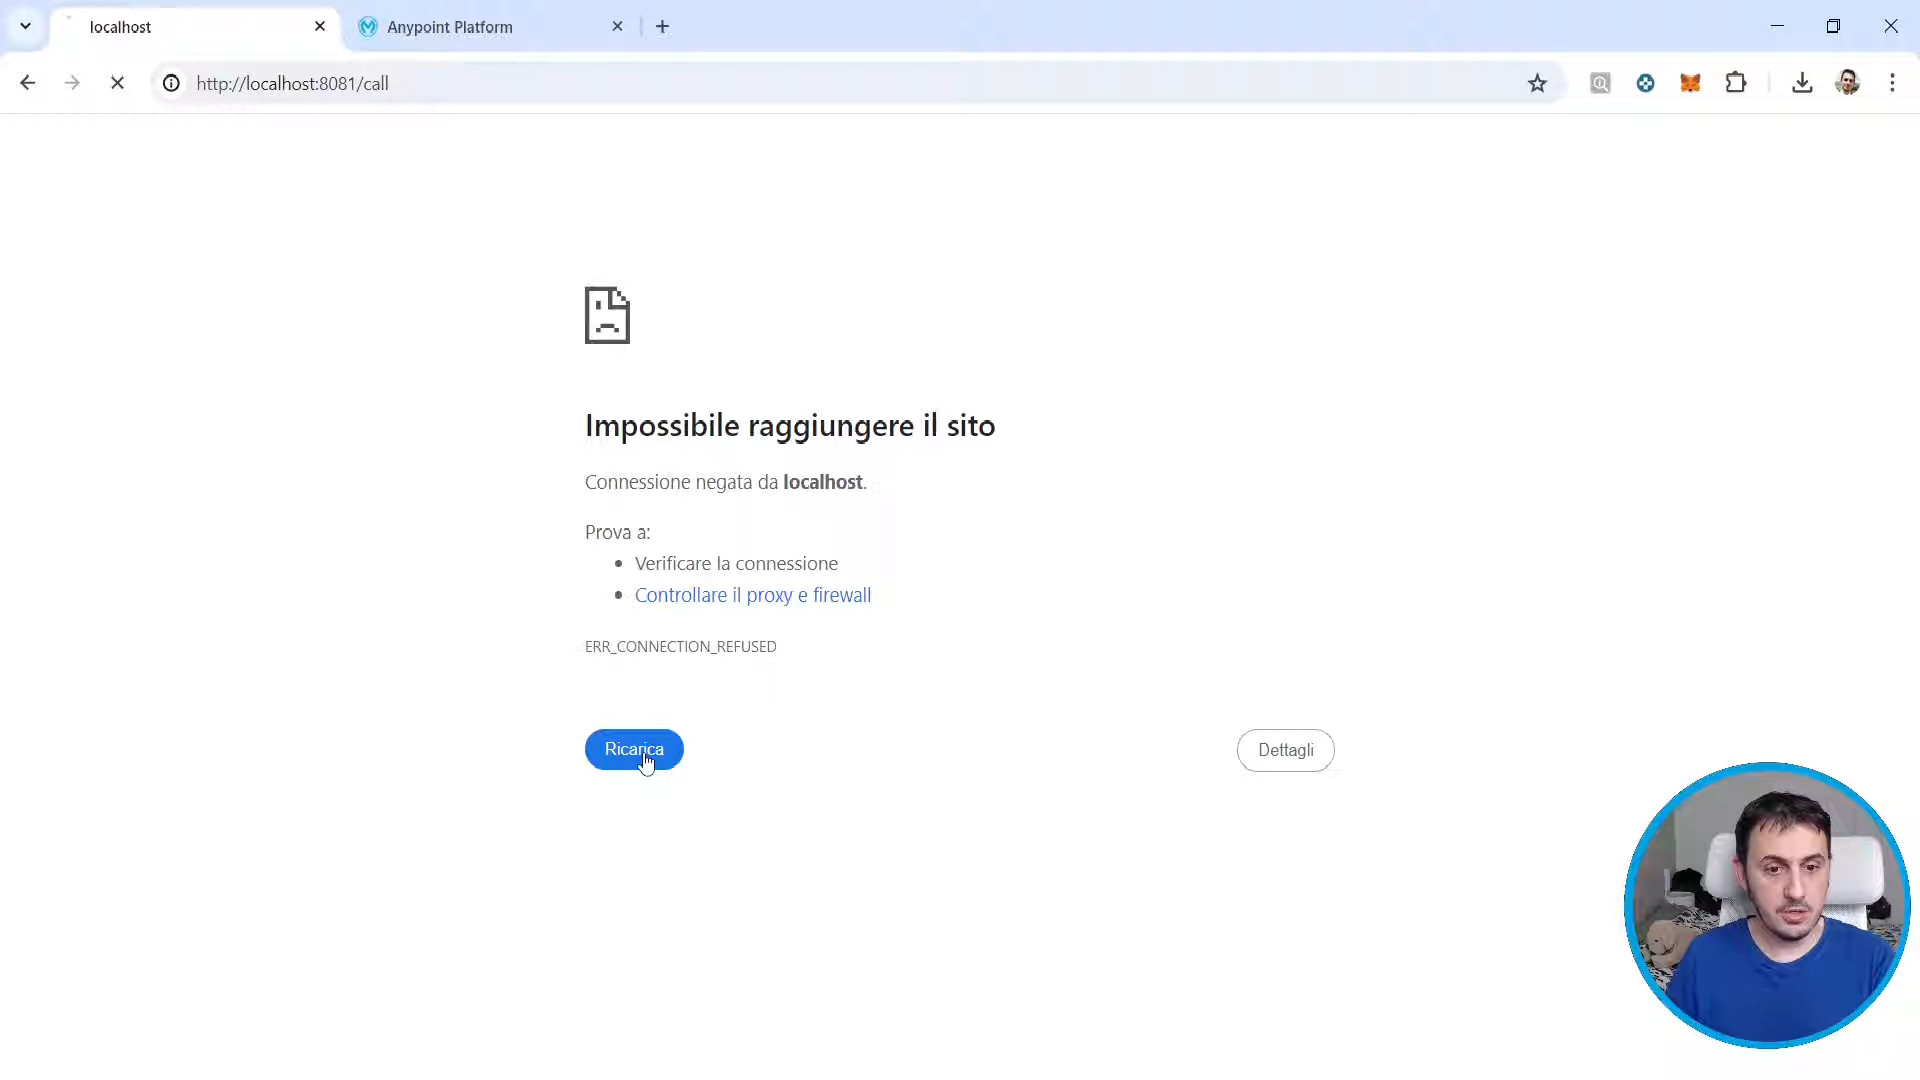 localhost
Anypoint Platform
http://localhost:8081/call
Impossibile raggiungere il sito
Connessione negata da localhost.
Prova a:
Verificare la connessione
Controllare il proxy e firewall
ERR_CONNECTION_REFUSED
Ricarica
Dettagli